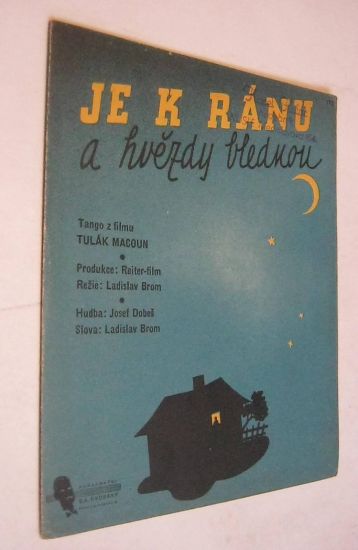 JE K RÁNU
a hvězdy blednou
Tango z filmu
TULÁK MACOUN
Produkce: Reiter-film
Režie: Ladislav Brom
Hudba: Josef Dobeš
Slova: Ladislav Brom